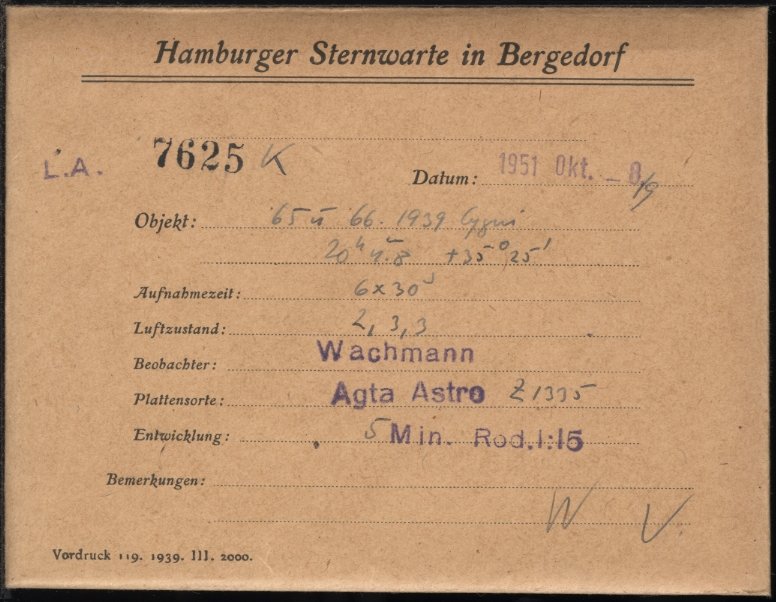 Hamburger Sternwarte in Bergedorf
L.A. 7625 K
Datum: 1951 Okt. _ 8/9
Objekt: 65 u 66. 1939 Cygni
20h +35° 25'
Aufnahmezeit: 6x30
Luftzustand: 2, 3, 3
Beobachter: Wachmann
Plattensorte: Agfa Astro Z 1335
Entwicklung: 5 Min. Rod.1:15
Bemerkungen:
W V
Vordruck 119. 1939. III. 2000.